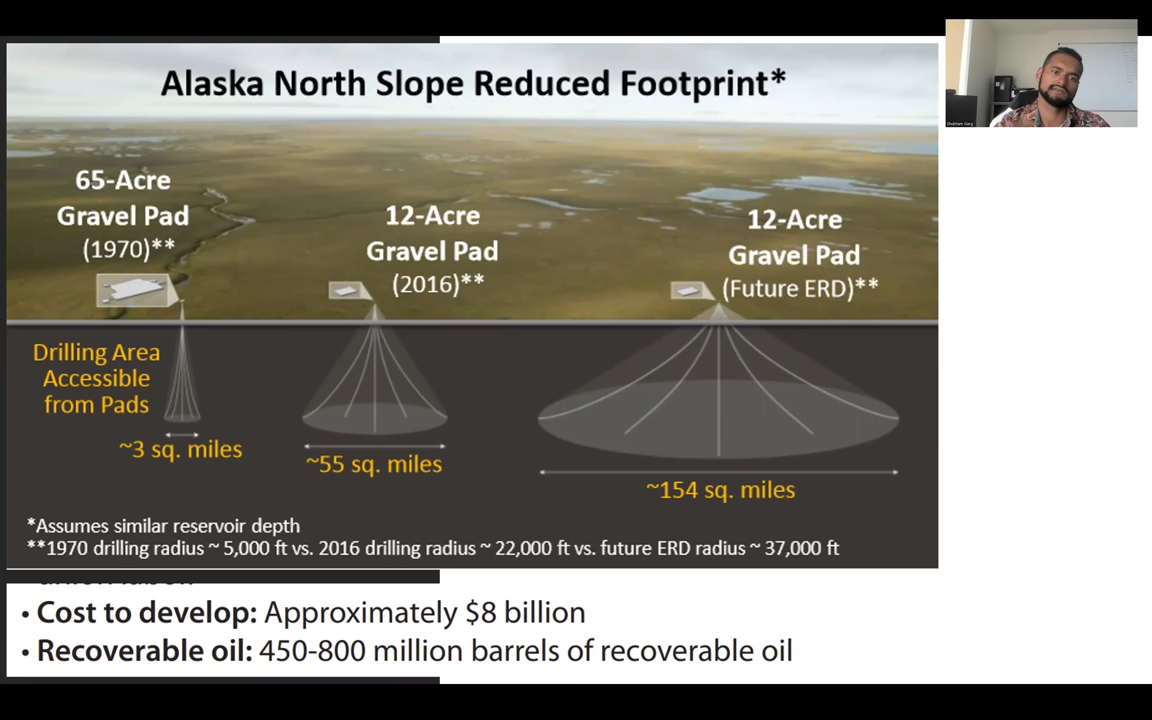 Alaska North Slope Reduced Footprint*
65-Acre
Gravel Pad
(1970)**
12-Acre
Gravel Pad
(2016)**
12-Acre
Gravel Pad
(Future ERD)**
Drilling Area
Accessible
from Pads
~3 sq. miles
~55 sq. miles
~154 sq. miles
*Assumes similar reservoir depth
**1970 drilling radius ~ 5,000 ft vs. 2016 drilling radius ~ 22,000 ft vs. future ERD radius ~ 37,000 ft
• Cost to develop: Approximately $8 billion
• Recoverable oil: 450-800 million barrels of recoverable oil